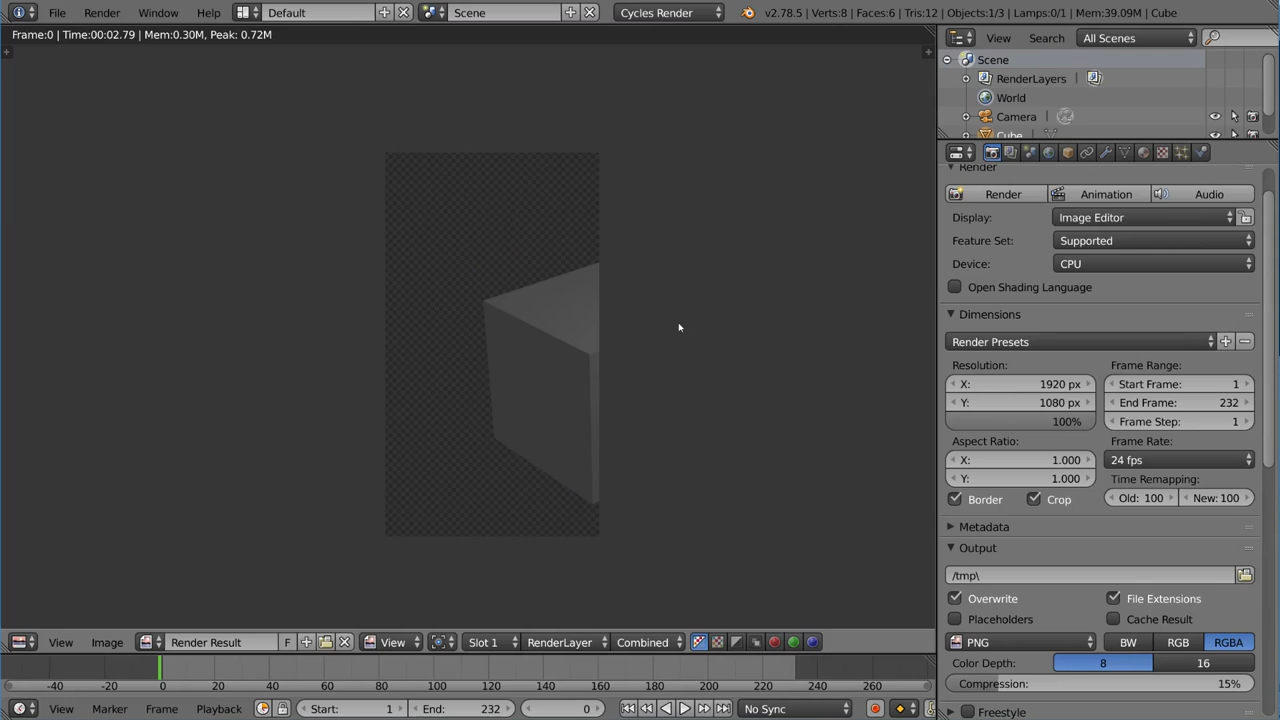 File Render Window Help Default Scene Cycles Render v2.78.5 | Verts:8 | Faces:6 | Tris:12 | Objects:1/3 | Lamps:0/1 | Mem:39.09M | Cube
Frame:0 | Time:00:02.79 | Mem:0.30M, Peak: 0.72M
View Search All Scenes
Scene
RenderLayers
World
Camera
Cube
Render
Render Animation Audio
Display: Image Editor
Feature Set: Supported
Device: CPU
Open Shading Language
Dimensions
Render Presets
Resolution: Frame Range:
X: 1920 px Start Frame: 1
Y: 1080 px End Frame: 232
100% Frame Step: 1
Aspect Ratio: Frame Rate:
X: 1.000 24 fps
Y: 1.000 Time Remapping:
Border Crop Old: 100 New: 100
Metadata
Output
/tmp\
Overwrite File Extensions
Placeholders Cache Result
PNG BW RGB RGBA
Color Depth: 8 16
Compression: 15%
Freestyle
View Image Render Result F View Slot 1 RenderLayer Combined
-40 -20 0 20 40 60 80 100 120 140 160 180 200 220 240 260
View Marker Frame Playback Start: 1 End: 232 0 No Sync